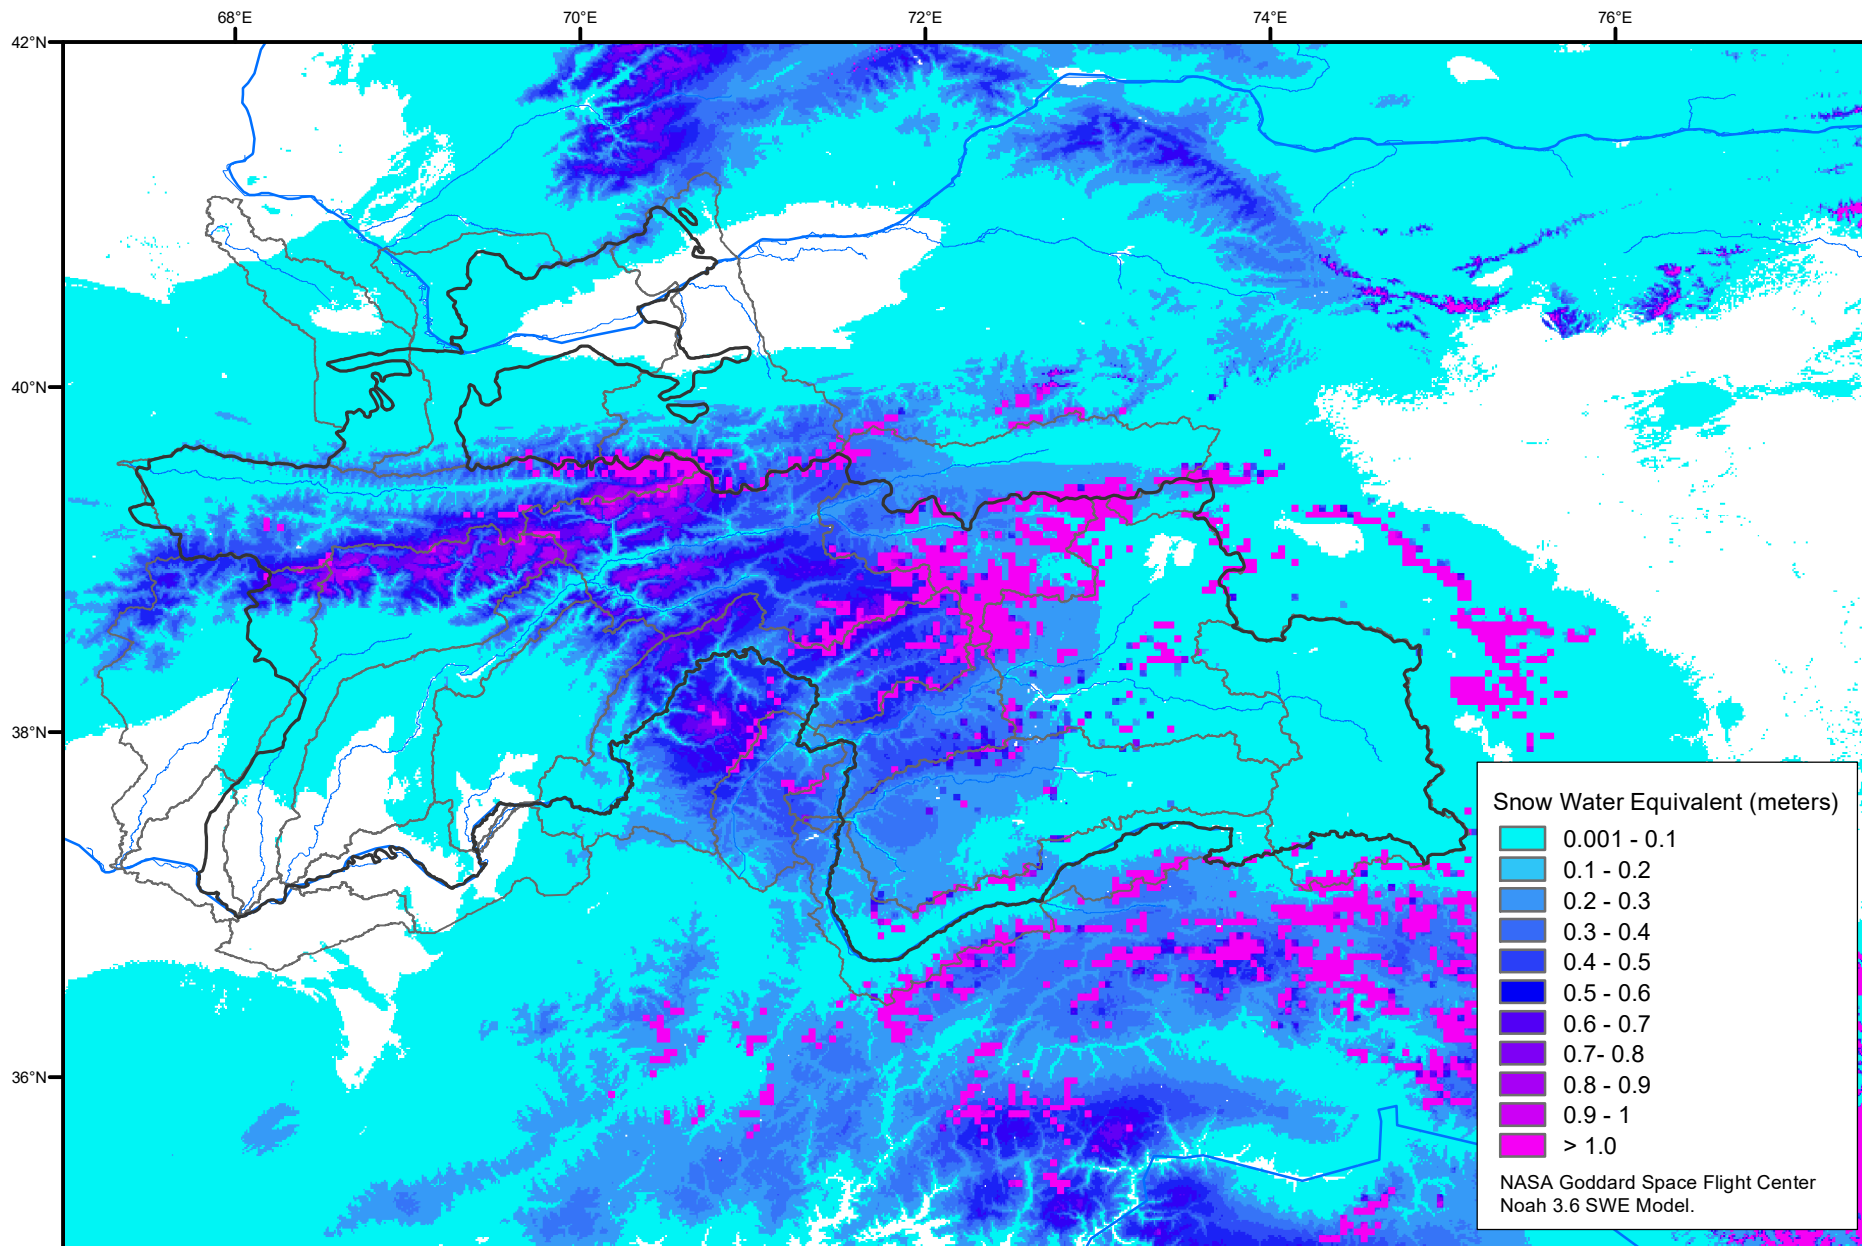 68°E 70°E 72°E 74°E 76°E
42°N
40°N
38°N
36°N
Snow Water Equivalent (meters)
0.001 - 0.1
0.1 - 0.2
0.2 - 0.3
0.3 - 0.4
0.4 - 0.5
0.5 - 0.6
0.6 - 0.7
0.7- 0.8
0.8 - 0.9
0.9 - 1
> 1.0
NASA Goddard Space Flight Center
Noah 3.6 SWE Model.